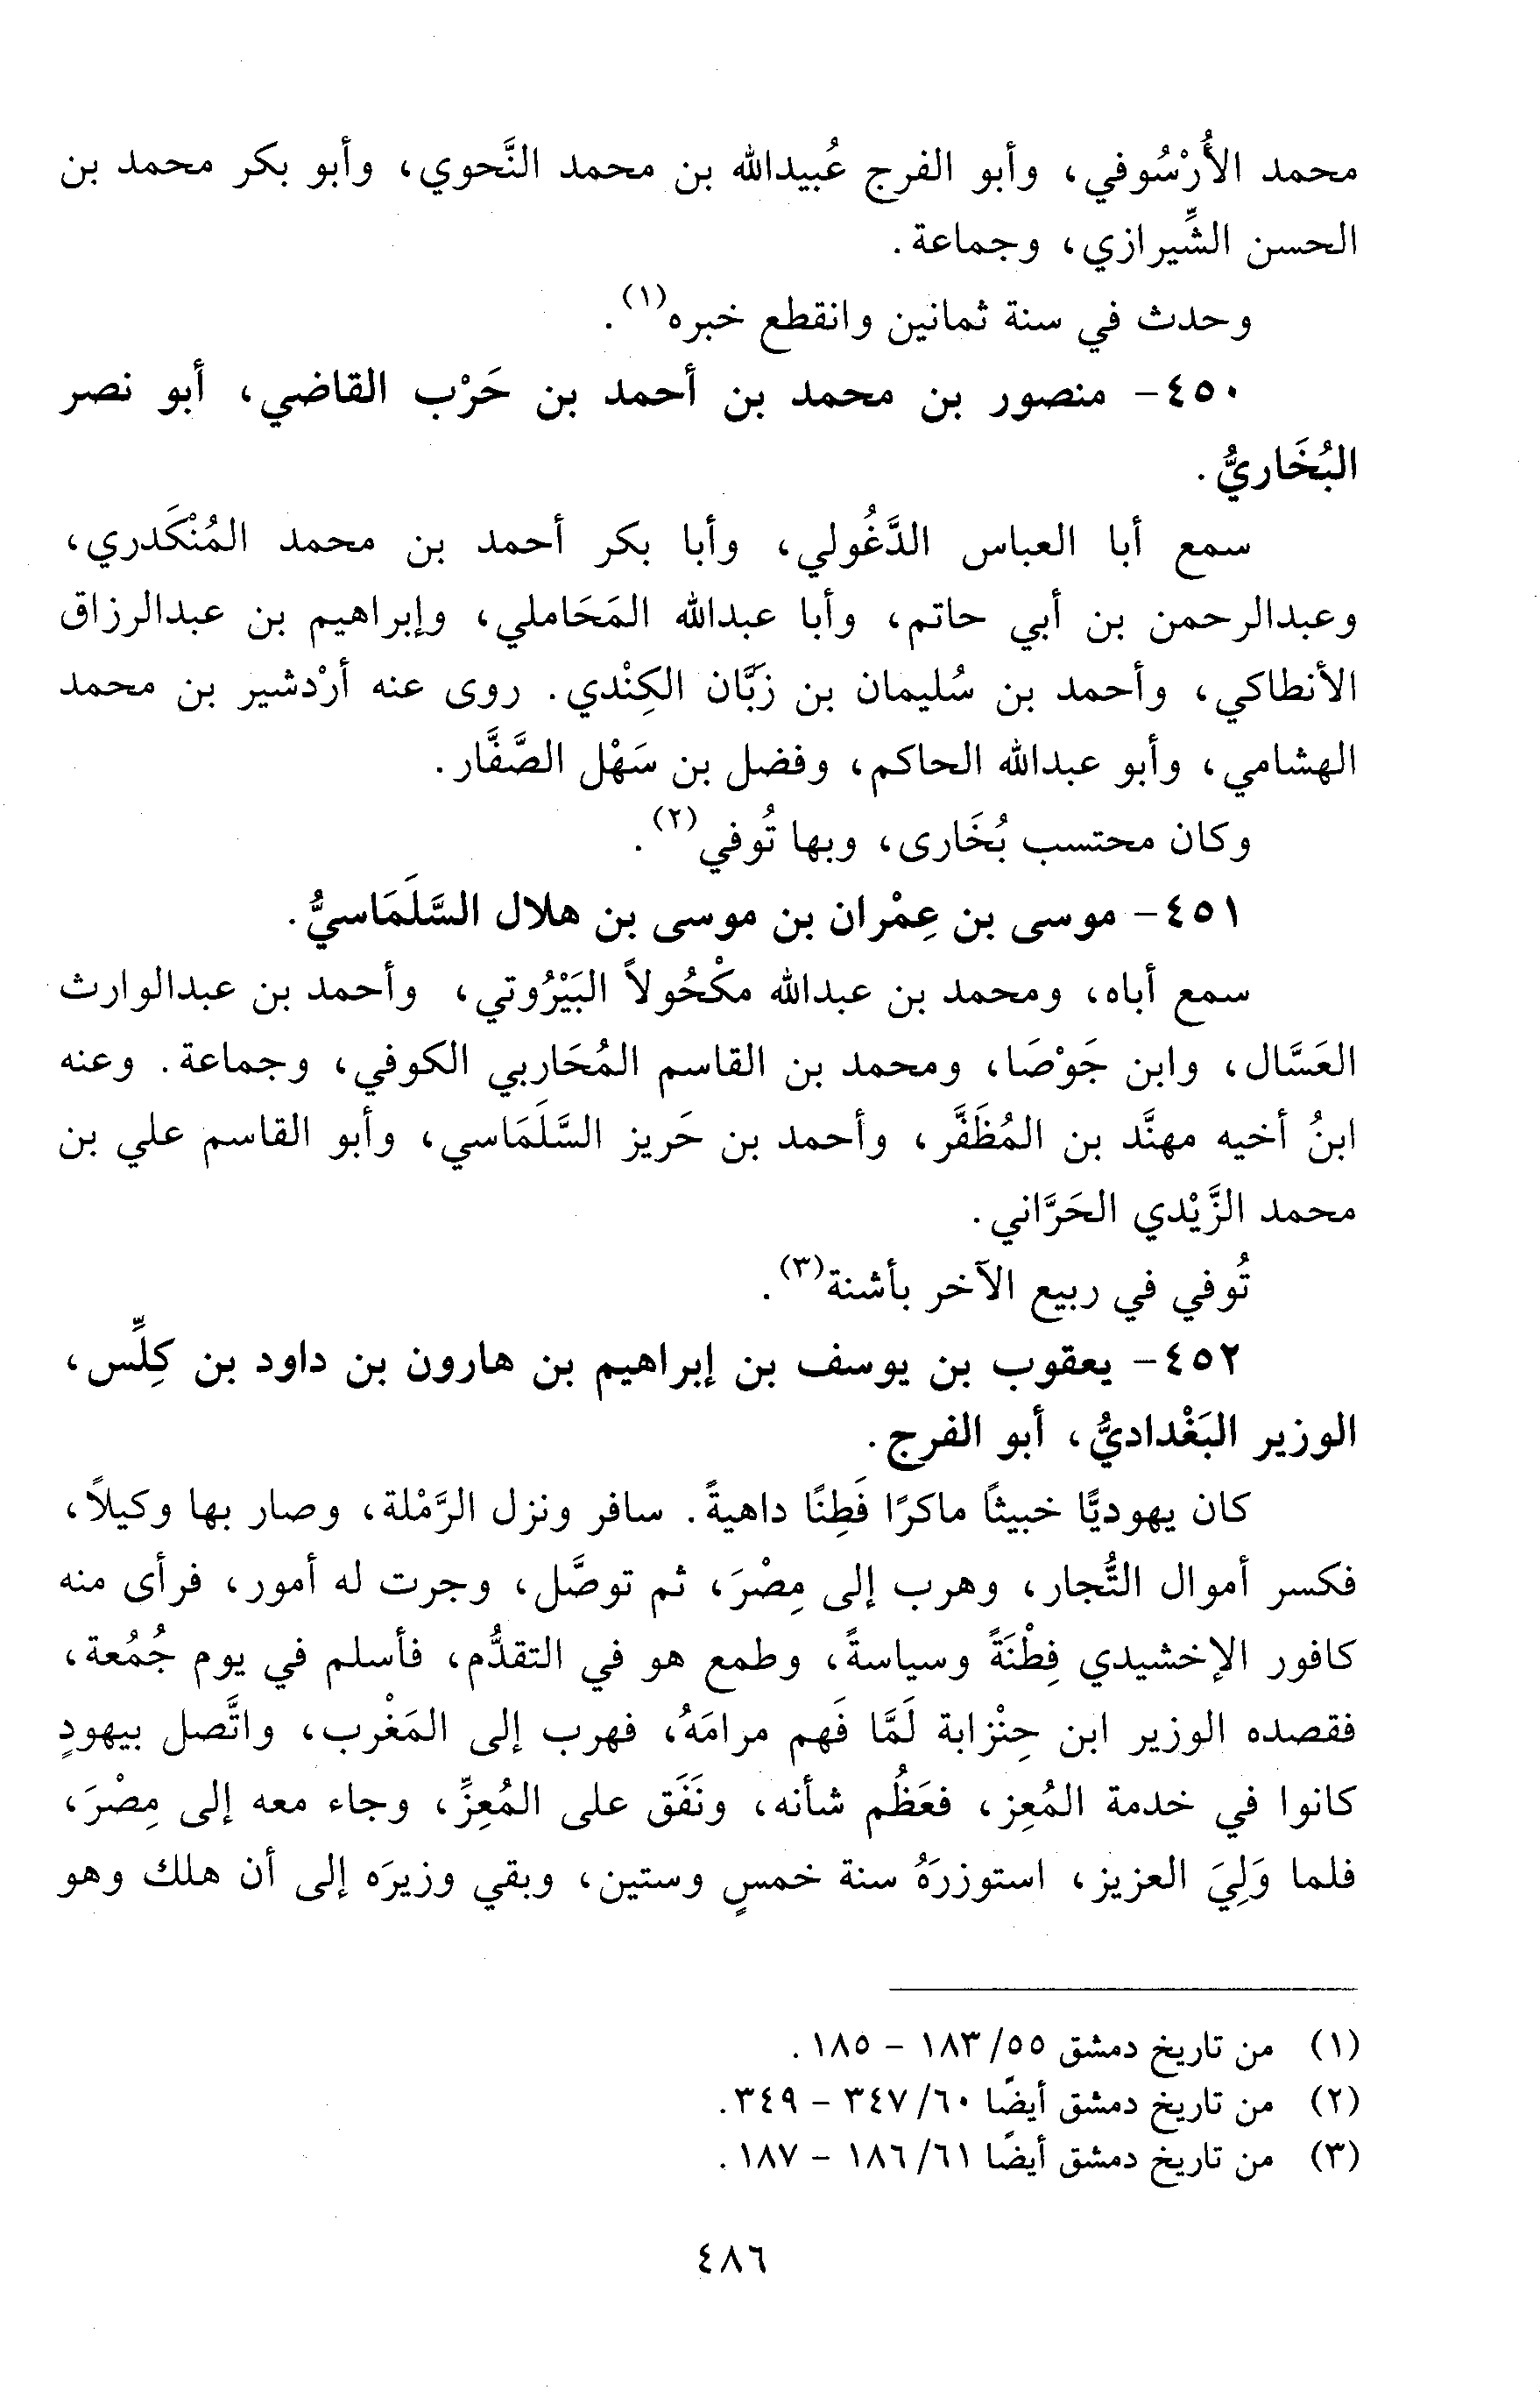 محمد الأُرْسُوفي، وأبو الفرج عُبيدالله بن محمد النَّحوي، وأبو بكر محمد بن
الحسن الشِّيرازي، وجماعة.
وحدث في سنة ثمانين وانقطع خبره(١).
٤٥٠- منصور بن محمد بن أحمد بن حَرْب القاضي، أبو نصر
البُخَاريُّ.
سمع أبا العباس الدَّغُولي، وأبا بكر أحمد بن محمد المُنْكَدري،
وعبدالرحمن بن أبي حاتم، وأبا عبدالله المَحَاملي، وإبراهيم بن عبدالرزاق
الأنطاكي، وأحمد بن سُليمان بن زَبَّان الكِنْدي. روى عنه أرْدشير بن محمد
الهشامي، وأبو عبدالله الحاكم، وفضل بن سَهْل الصَّفَّار.
وكان محتسب بُخَارى، وبها تُوفي(٢).
٤٥١- موسى بن عِمْران بن موسى بن هلال السَّلَمَاسيُّ.
سمع أباه، ومحمد بن عبدالله مكْحُولاً البَيْرُوتي، وأحمد بن عبدالوارث
العَسَّال، وابن جَوْصَا، ومحمد بن القاسم المُحَاربي الكوفي، وجماعة. وعنه
ابنُ أخيه مهنَّد بن المُظَفَّر، وأحمد بن حَريز السَّلَمَاسي، وأبو القاسم علي بن
محمد الزَّيْدي الحَرَّاني.
تُوفي في ربيع الآخر بأشنة(٣).
٤٥٢- يعقوب بن يوسف بن إبراهيم بن هارون بن داود بن كِلِّس،
الوزير البَغْداديُّ، أبو الفرج.
كان يهوديًّا خبيثاً ماكرًا فَطِنًا داهيةً. سافر ونزل الرَّمْلة، وصار بها وكيلاً،
فكسر أموال التُّجار، وهرب إلى مِصْرَ، ثم توصَّل، وجرت له أمور، فرأى منه
كافور الإخشيدي فِطْنَةً وسياسةً، وطمع هو في التقدُّم، فأسلم في يوم جُمُعة،
فقصده الوزير ابن حِنْزابة لَمَّا فَهم مرامَهُ، فهرب إلى المَغْرب، واتَّصل بيهودٍ
كانوا في خدمة المُعِز، فعَظُم شأنه، ونَفَق على المُعِزِّ، وجاء معه إلى مِصْرَ،
فلما وَلِيَ العزيز، استوزرَهُ سنة خمسٍ وستين، وبقي وزيرَه إلى أن هلك وهو
(١) من تاريخ دمشق ٥٥/ ١٨٣ - ١٨٥.
(٢) من تاريخ دمشق أيضًا ٦٠/ ٣٤٧ - ٣٤٩.
(٣) من تاريخ دمشق أيضًا ٦١/ ١٨٦ - ١٨٧.
٤٨٦